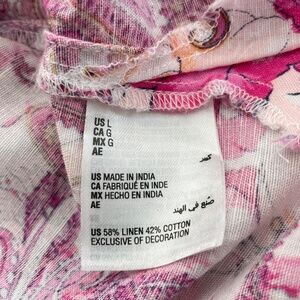 US L
CA G
MX G
AE كبير
US MADE IN INDIA
CA FABRIQUÉ EN INDE
MX HECHO EN INDIA
AE صنع في الهند
US 58% LINEN 42% COTTON
EXCLUSIVE OF DECORATION